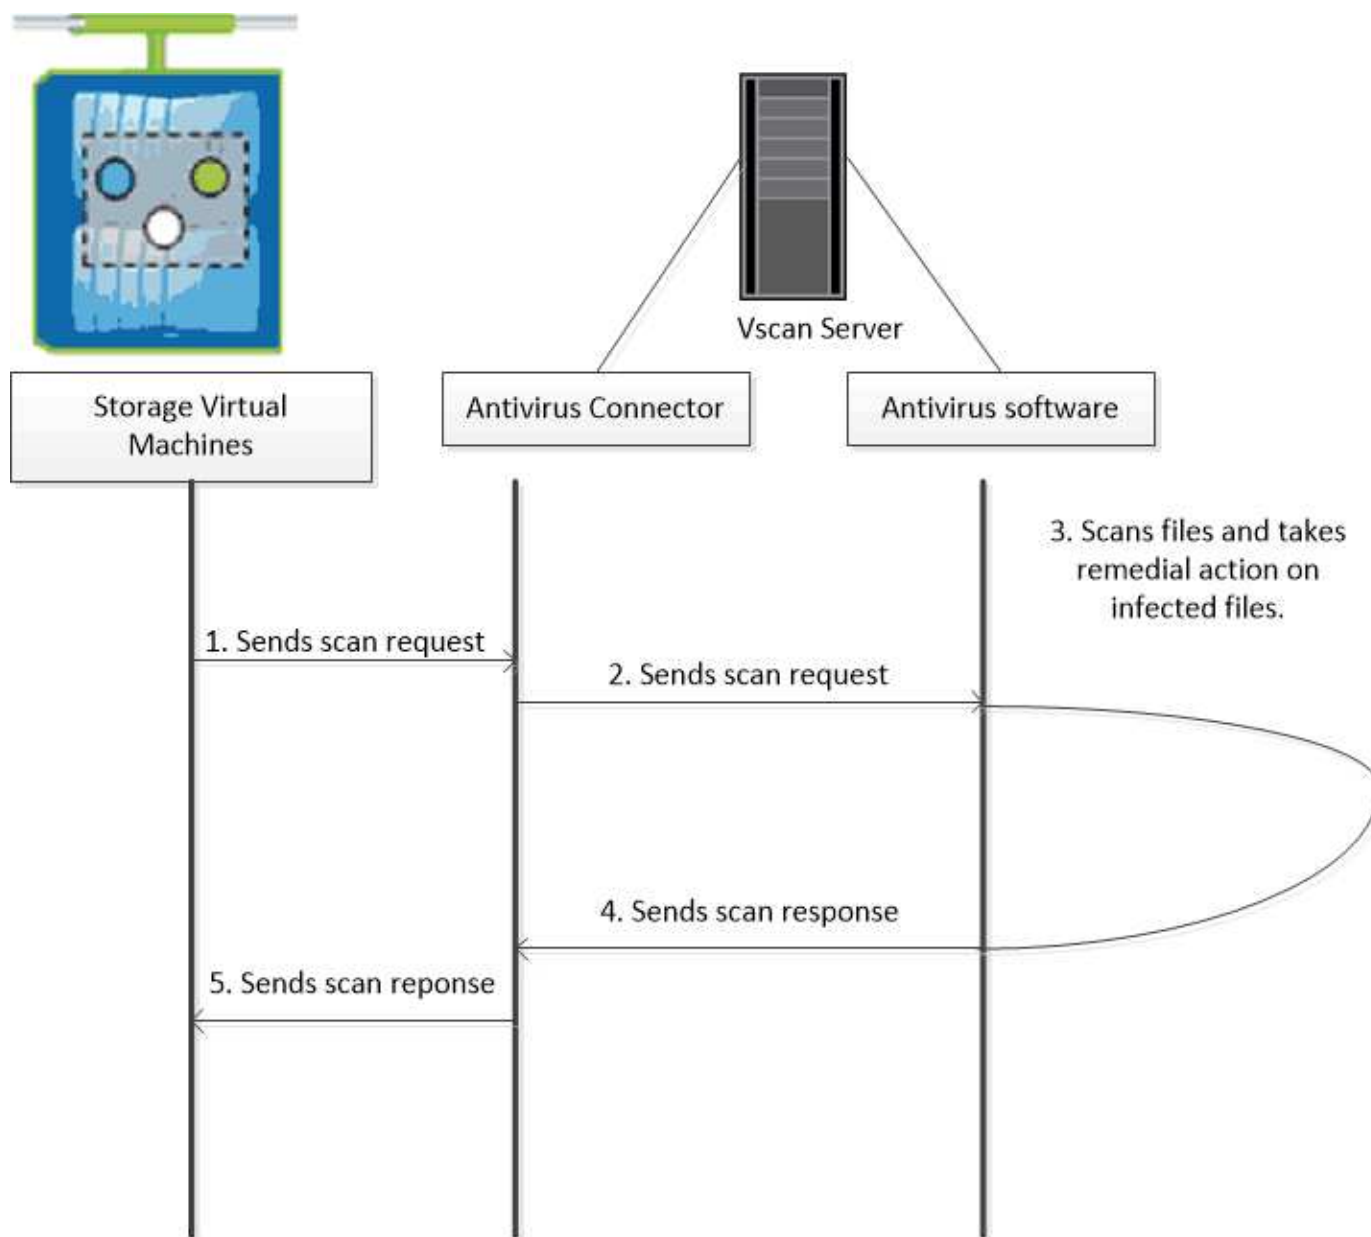 Vscan Server
Storage Virtual
Machines
Antivirus Connector
Antivirus software
3. Scans files and takes
remedial action on
infected files.
1. Sends scan request
2. Sends scan request
4. Sends scan response
5. Sends scan reponse